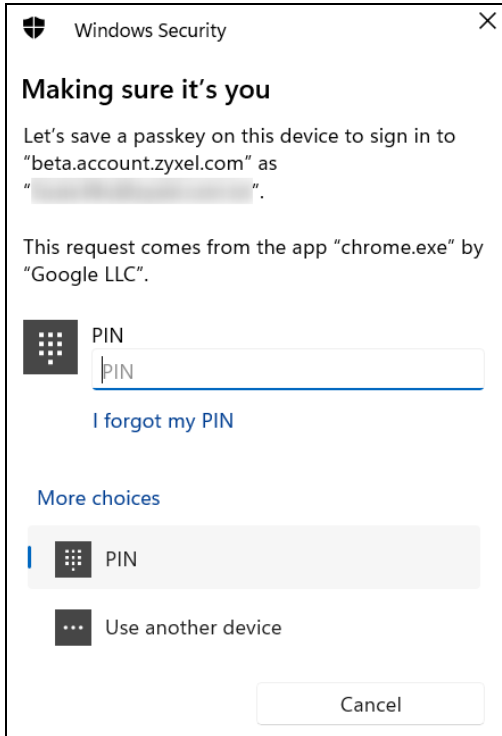 Windows Security
Making sure it's you
Let's save a passkey on this device to sign in to
"beta.account.zyxel.com" as
" ".
This request comes from the app "chrome.exe" by
"Google LLC".
PIN
PIN
I forgot my PIN
More choices
PIN
Use another device
Cancel